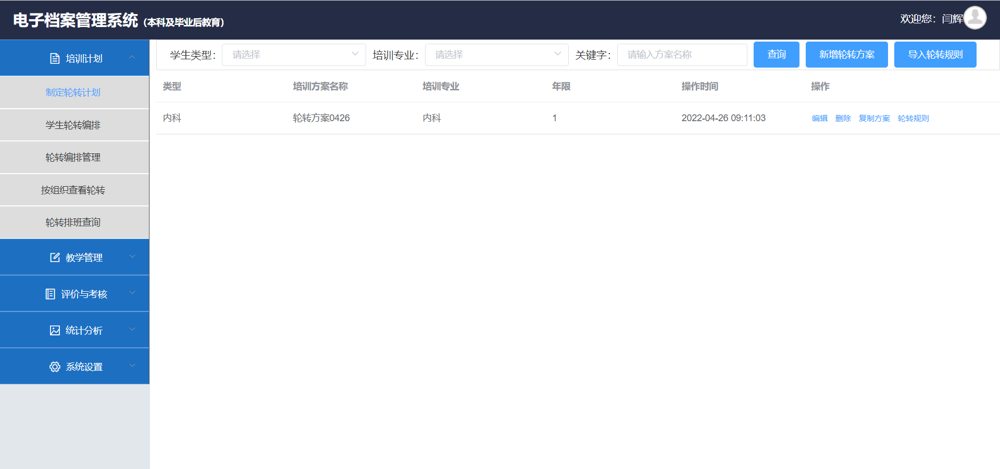 电子档案管理系统（本科及毕业后教育）
欢迎您：闫辉
培训计划
制定轮转计划
学生轮转编排
轮转编排管理
按组织查看轮转
轮转排班查询
教学管理
评价与考核
统计分析
系统设置
学生类型： 请选择 培训专业： 请选择 关键字： 请输入方案名称 查询 新增轮转方案 导入轮转规则
类型 培训方案名称 培训专业 年限 操作时间 操作
内科 轮转方案0426 内科 1 2022-04-26 09:11:03 编辑 删除 复制方案 轮转规则